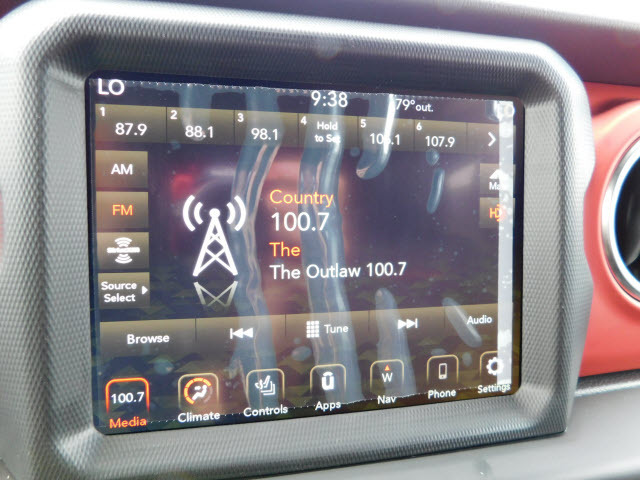 LO 9:38 79°out. LO
1 2 3 4 5 6
87.9 88.1 98.1 Hold to Set 107.9
AM
FM
Country
100.7
The
The Outlaw 100.7
HD
Source
Select
Browse Tune Audio
100.7
Media Climate Controls Apps W Nav Phone Settings